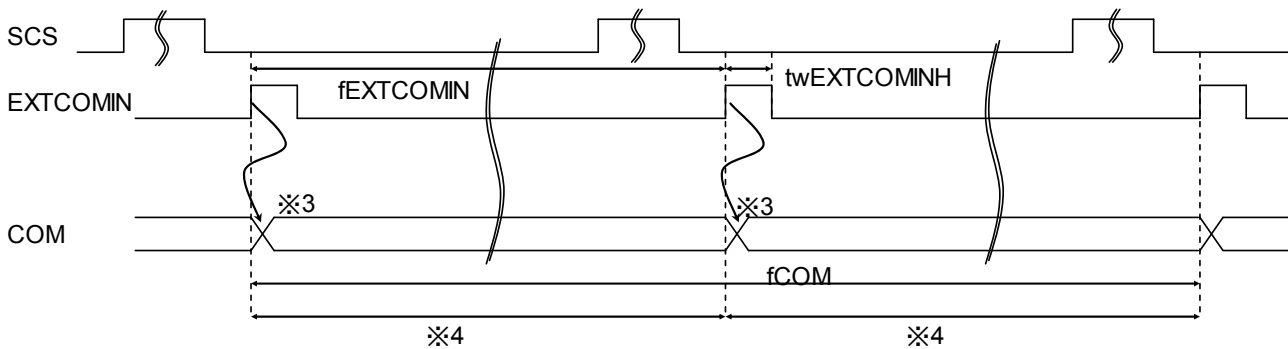 SCS
fEXTCOMIN
twEXTCOMINH
EXTCOMIN
※3
※3
COM
fCOM
※4
※4